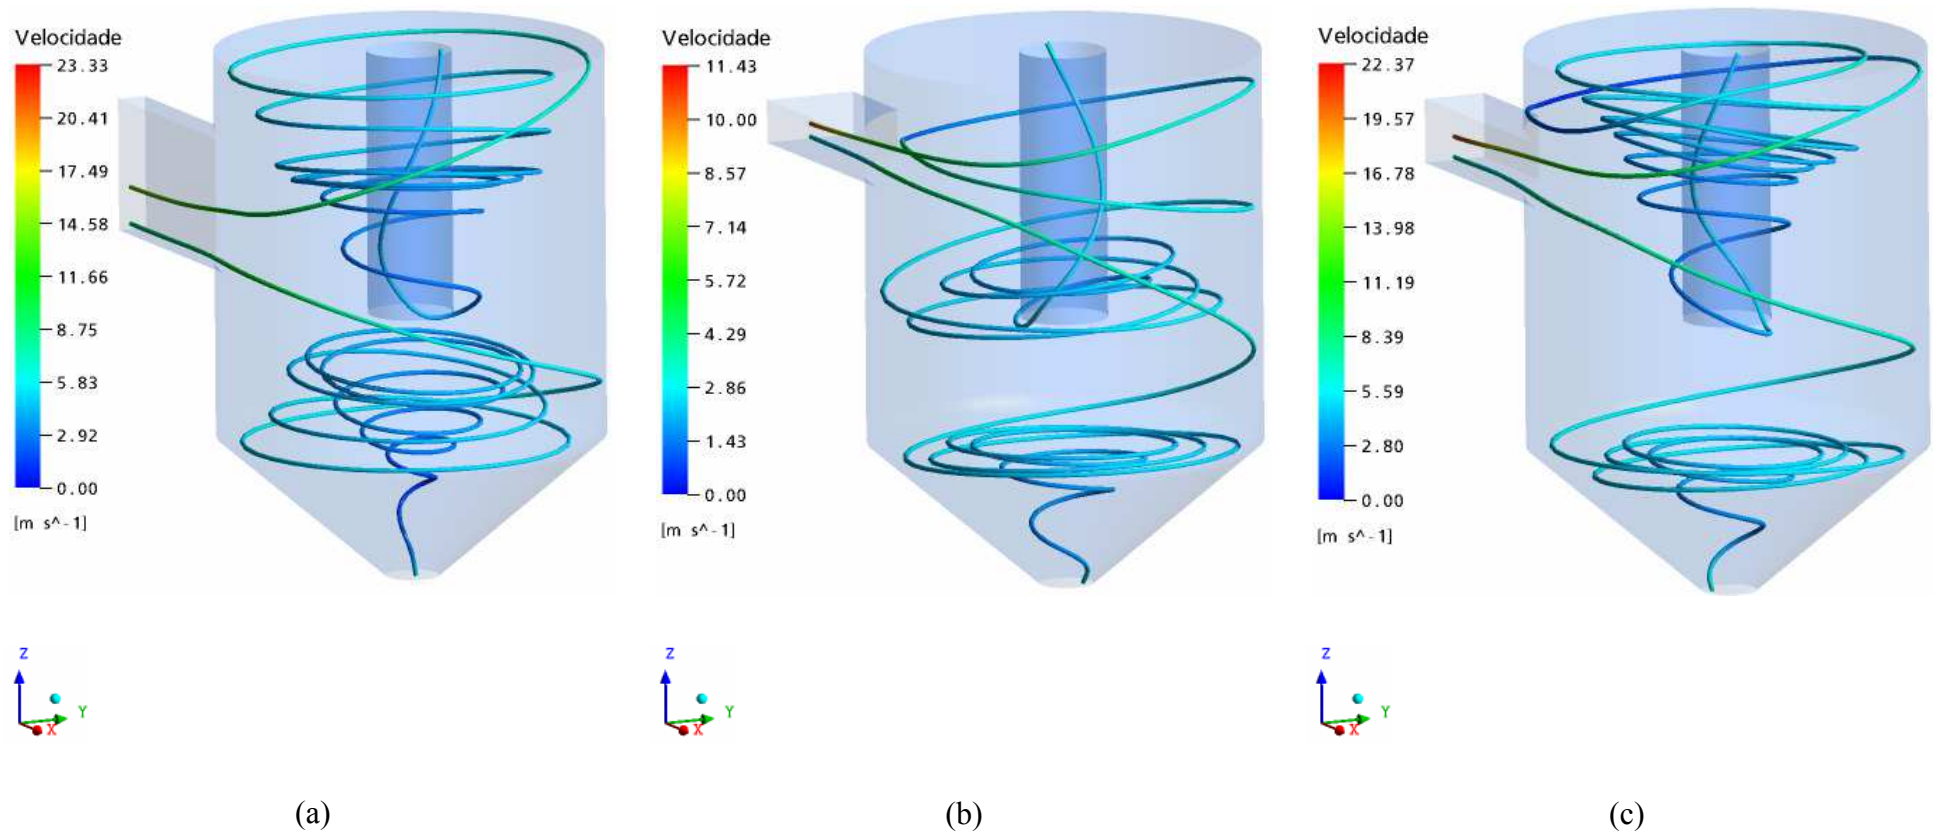 Velocidade
23.33
20.41
17.49
14.58
11.66
8.75
5.83
2.92
0.00
[m s^-1]
Z
Y
X
(a)
Velocidade
11.43
10.00
8.57
7.14
5.72
4.29
2.86
1.43
0.00
[m s^-1]
Z
Y
X
(b)
Velocidade
22.37
19.57
16.78
13.98
11.19
8.39
5.59
2.80
0.00
[m s^-1]
Z
Y
X
(c)